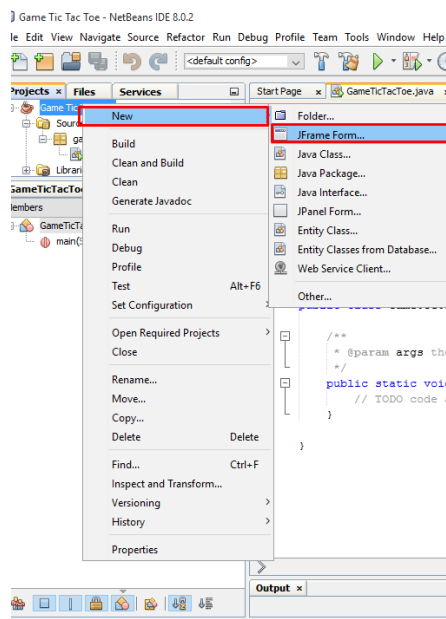 Game Tic Tac Toe - NetBeans IDE 8.0.2
le Edit View Navigate Source Refactor Run Debug Profile Team Tools Window Help
<default config>
Projects × Files Services
Start Page × GameTicTacToe.java ×
Game Tic
Sourc
ga
Librari
GameTicTacToe
Members
GameTicTa
main(S
New
Build
Clean and Build
Clean
Generate Javadoc
Run
Debug
Profile
Test Alt+F6
Set Configuration
Open Required Projects
Close
Rename...
Move...
Copy...
Delete Delete
Find... Ctrl+F
Inspect and Transform...
Versioning
History
Properties
Folder...
JFrame Form...
Java Class...
Java Package...
Java Interface...
JPanel Form...
Entity Class...
Entity Classes from Database...
Web Service Client...
Other...
/**
* @param args the
*/
public static voi
// TODO code
}
}
Output ×